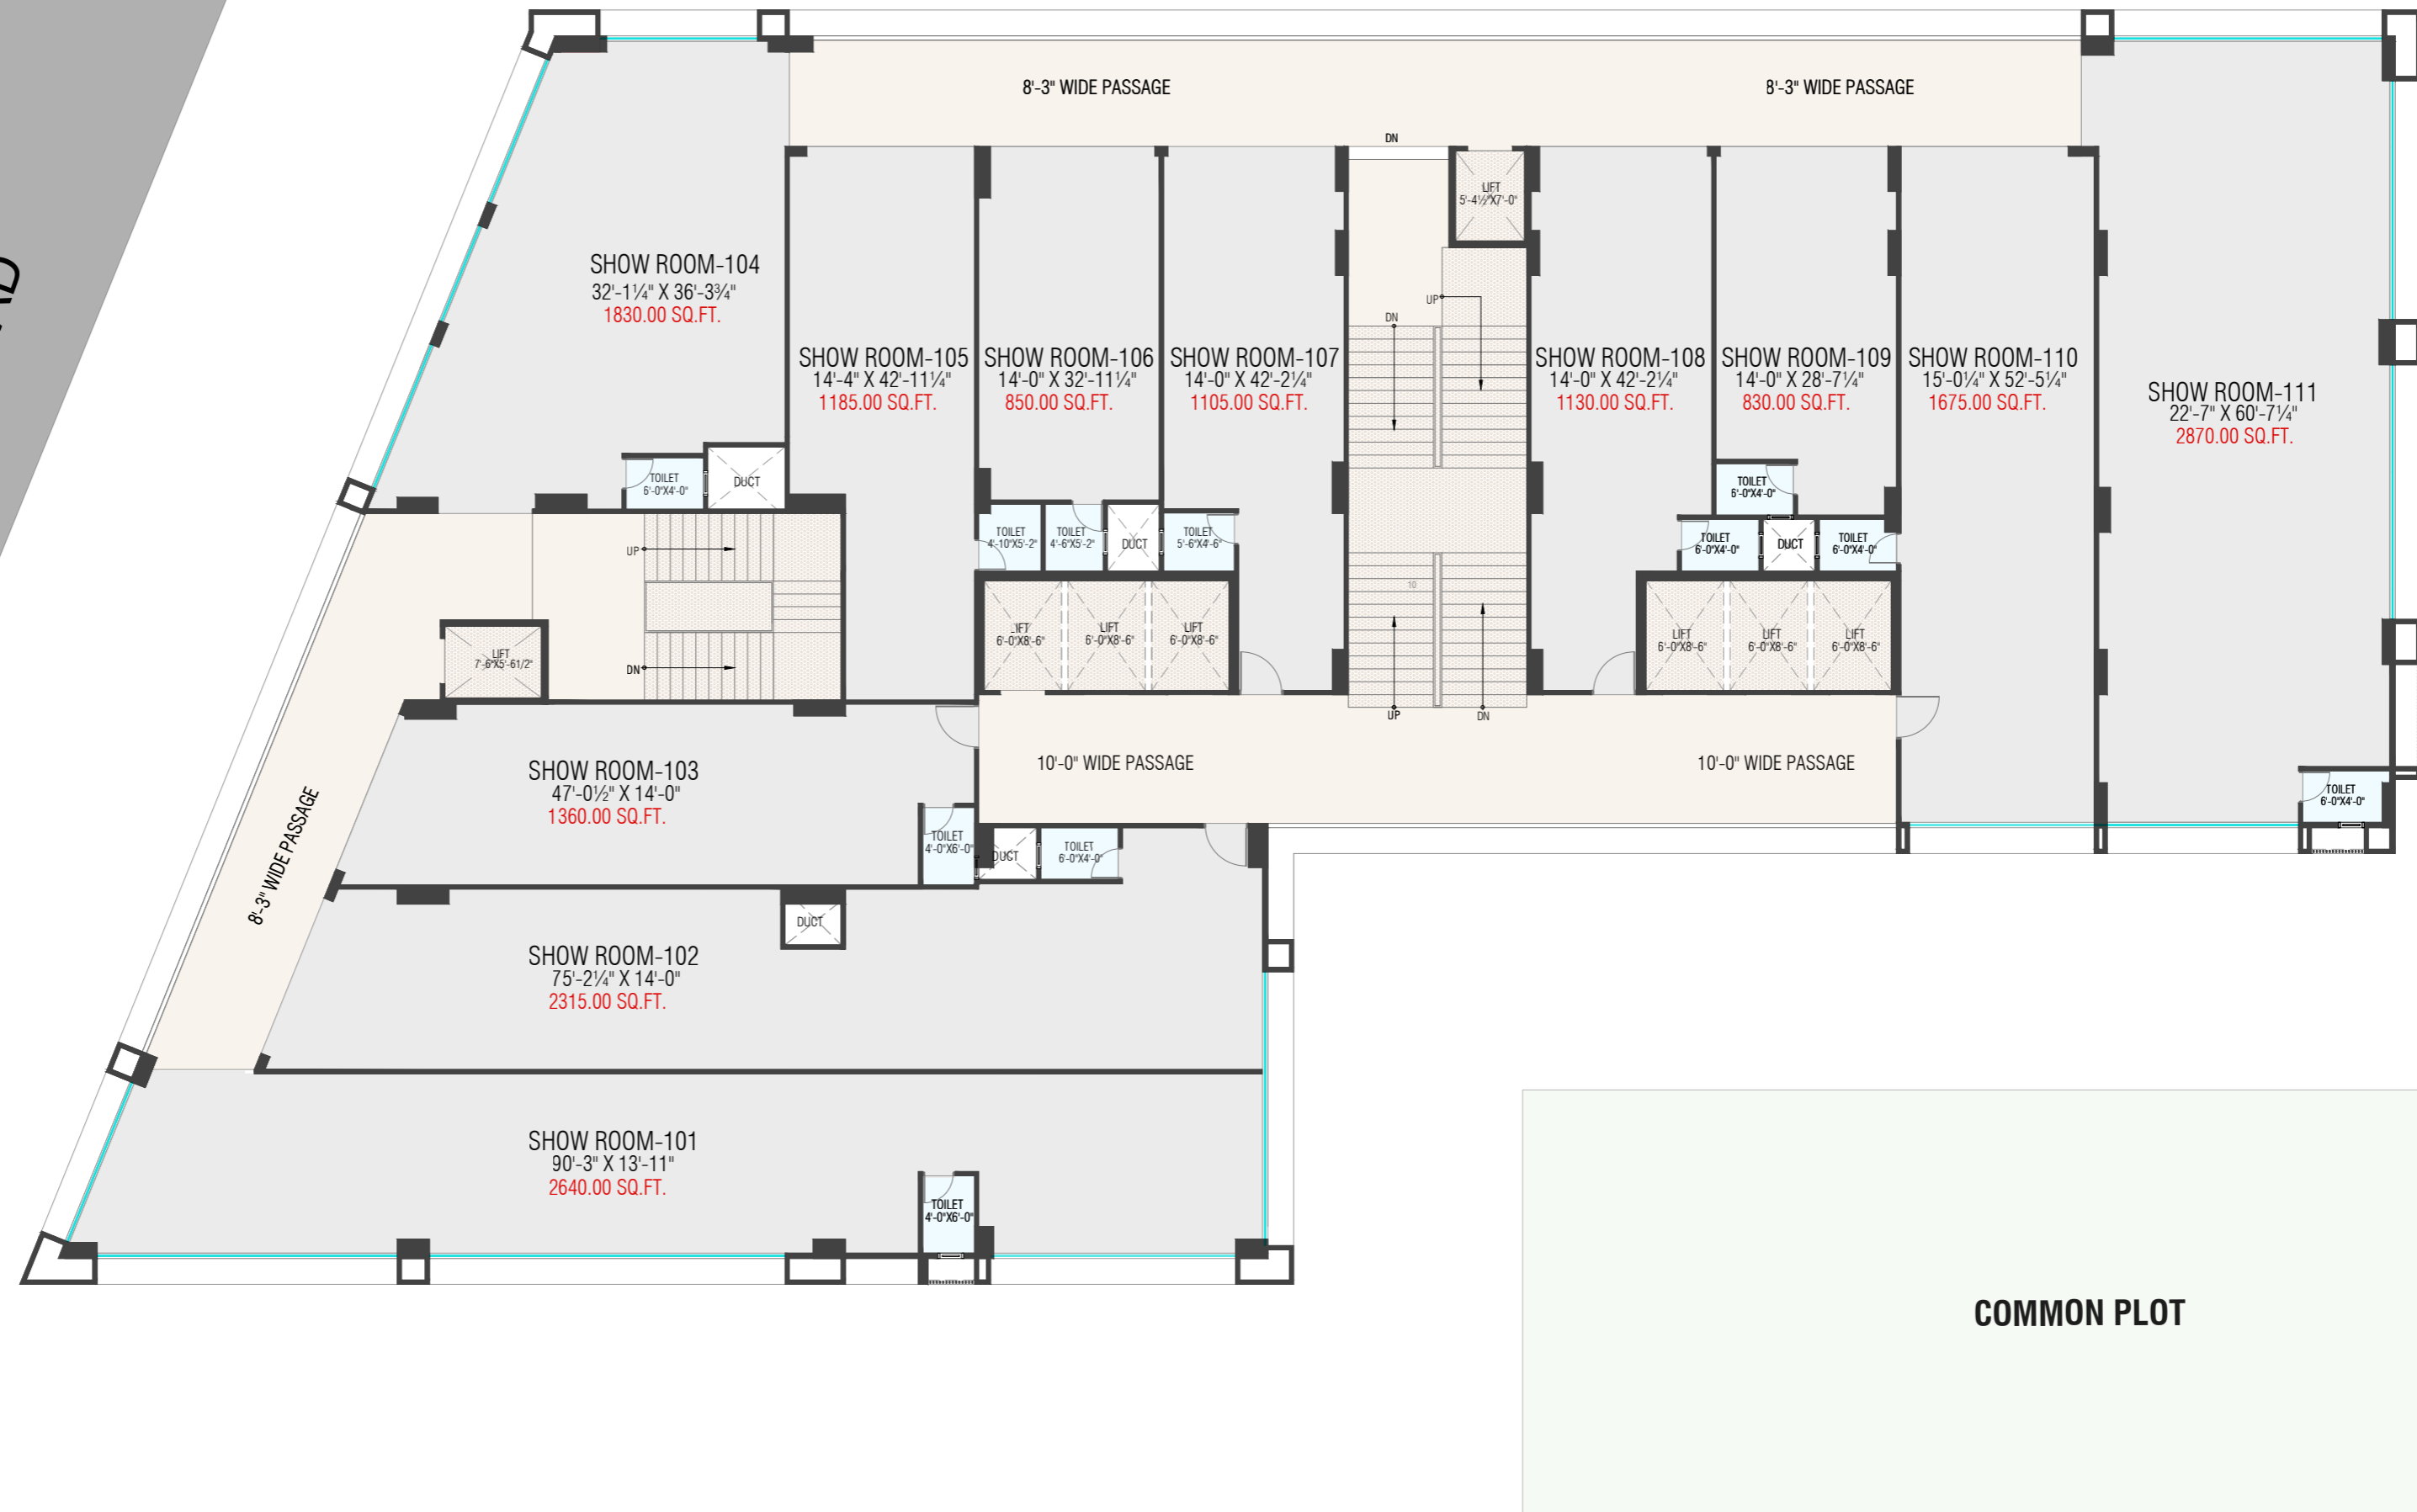 8'-3" WIDE PASSAGE
8'-3" WIDE PASSAGE
DN
LIFT
5'-4½"X7'-0"
SHOW ROOM-104
32'-1¼" X 36'-3¾"
1830.00 SQ.FT.
UP
DN
SHOW ROOM-105
14'-4" X 42'-11¼"
1185.00 SQ.FT.
SHOW ROOM-106
14'-0" X 32'-11¼"
850.00 SQ.FT.
SHOW ROOM-107
14'-0" X 42'-2¼"
1105.00 SQ.FT.
SHOW ROOM-108
14'-0" X 42'-2¼"
1130.00 SQ.FT.
SHOW ROOM-109
14'-0" X 28'-7¼"
830.00 SQ.FT.
SHOW ROOM-110
15'-0¼" X 52'-5¼"
1675.00 SQ.FT.
SHOW ROOM-111
22'-7" X 60'-7¼"
2870.00 SQ.FT.
TOILET
6'-0"X4'-0"
DUCT
TOILET
6'-0"X4'-0"
UP
TOILET
4'-10"X5'-2"
TOILET
4'-6"X5'-2"
DUCT
TOILET
5'-6"X4'-6"
TOILET
6'-0"X4'-0"
DUCT
TOILET
6'-0"X4'-0"
10
LIFT
7'-6"X5'-61/2"
DN
LIFT
6'-0"X8'-6"
LIFT
6'-0"X8'-6"
LIFT
6'-0"X8'-6"
LIFT
6'-0"X8'-6"
LIFT
6'-0"X8'-6"
LIFT
6'-0"X8'-6"
UP
DN
10'-0" WIDE PASSAGE
10'-0" WIDE PASSAGE
SHOW ROOM-103
47'-0½" X 14'-0"
1360.00 SQ.FT.
TOILET
6'-0"X4'-0"
8'-3" WIDE PASSAGE
TOILET
4'-0"X6'-0"
DUCT
TOILET
6'-0"X4'-0"
DUCT
SHOW ROOM-102
75'-2¼" X 14'-0"
2315.00 SQ.FT.
SHOW ROOM-101
90'-3" X 13'-11"
2640.00 SQ.FT.
TOILET
4'-0"X6'-0"
COMMON PLOT